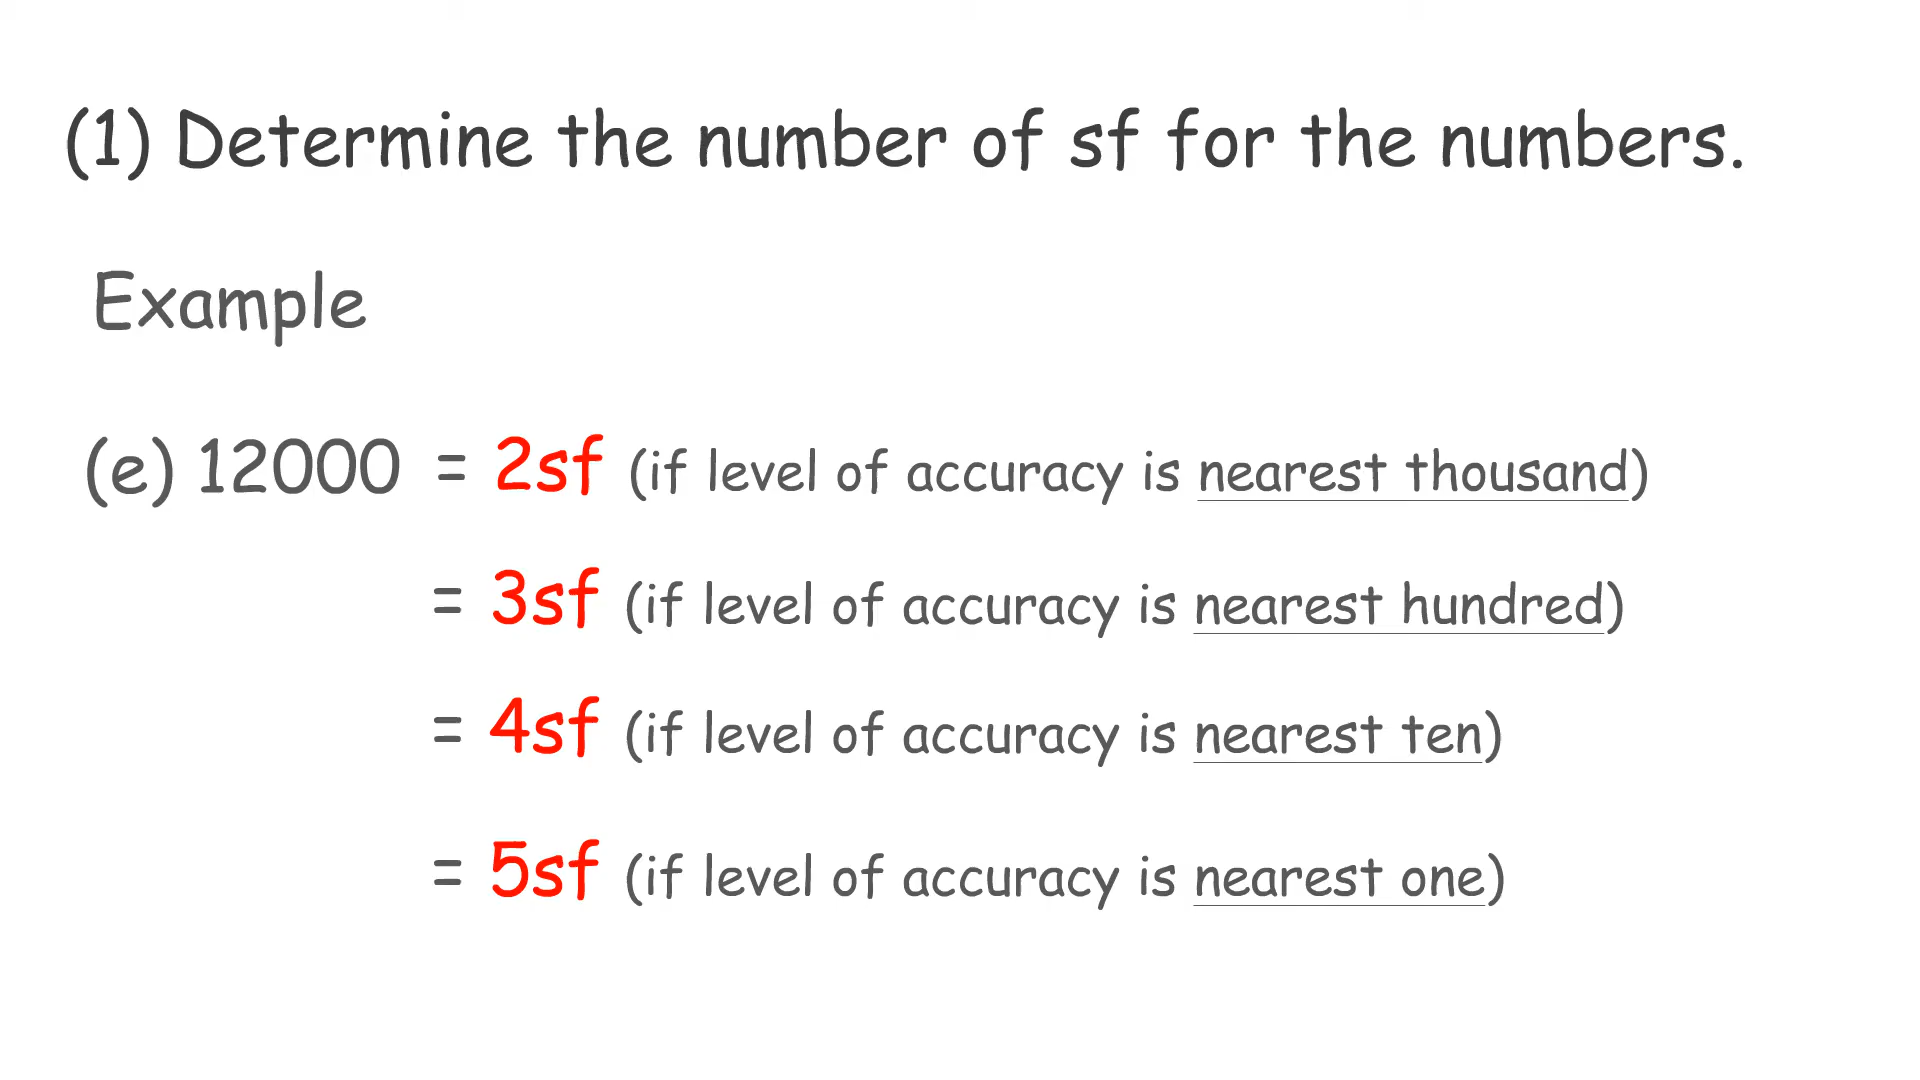 (1) Determine the number of sf for the numbers.
Example
(e) 12000 = 2sf (if level of accuracy is nearest thousand)
= 3sf (if level of accuracy is nearest hundred)
= 4sf (if level of accuracy is nearest ten)
= 5sf (if level of accuracy is nearest one)